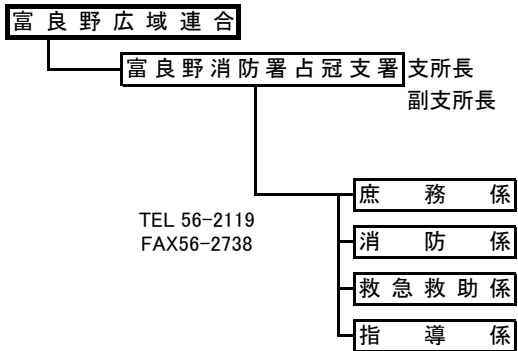 富良野広域連合
富良野消防署占冠支署 支所長
副支所長
庶務係
TEL 56-2119
消防係
FAX56-2738
救急救助係
指導係